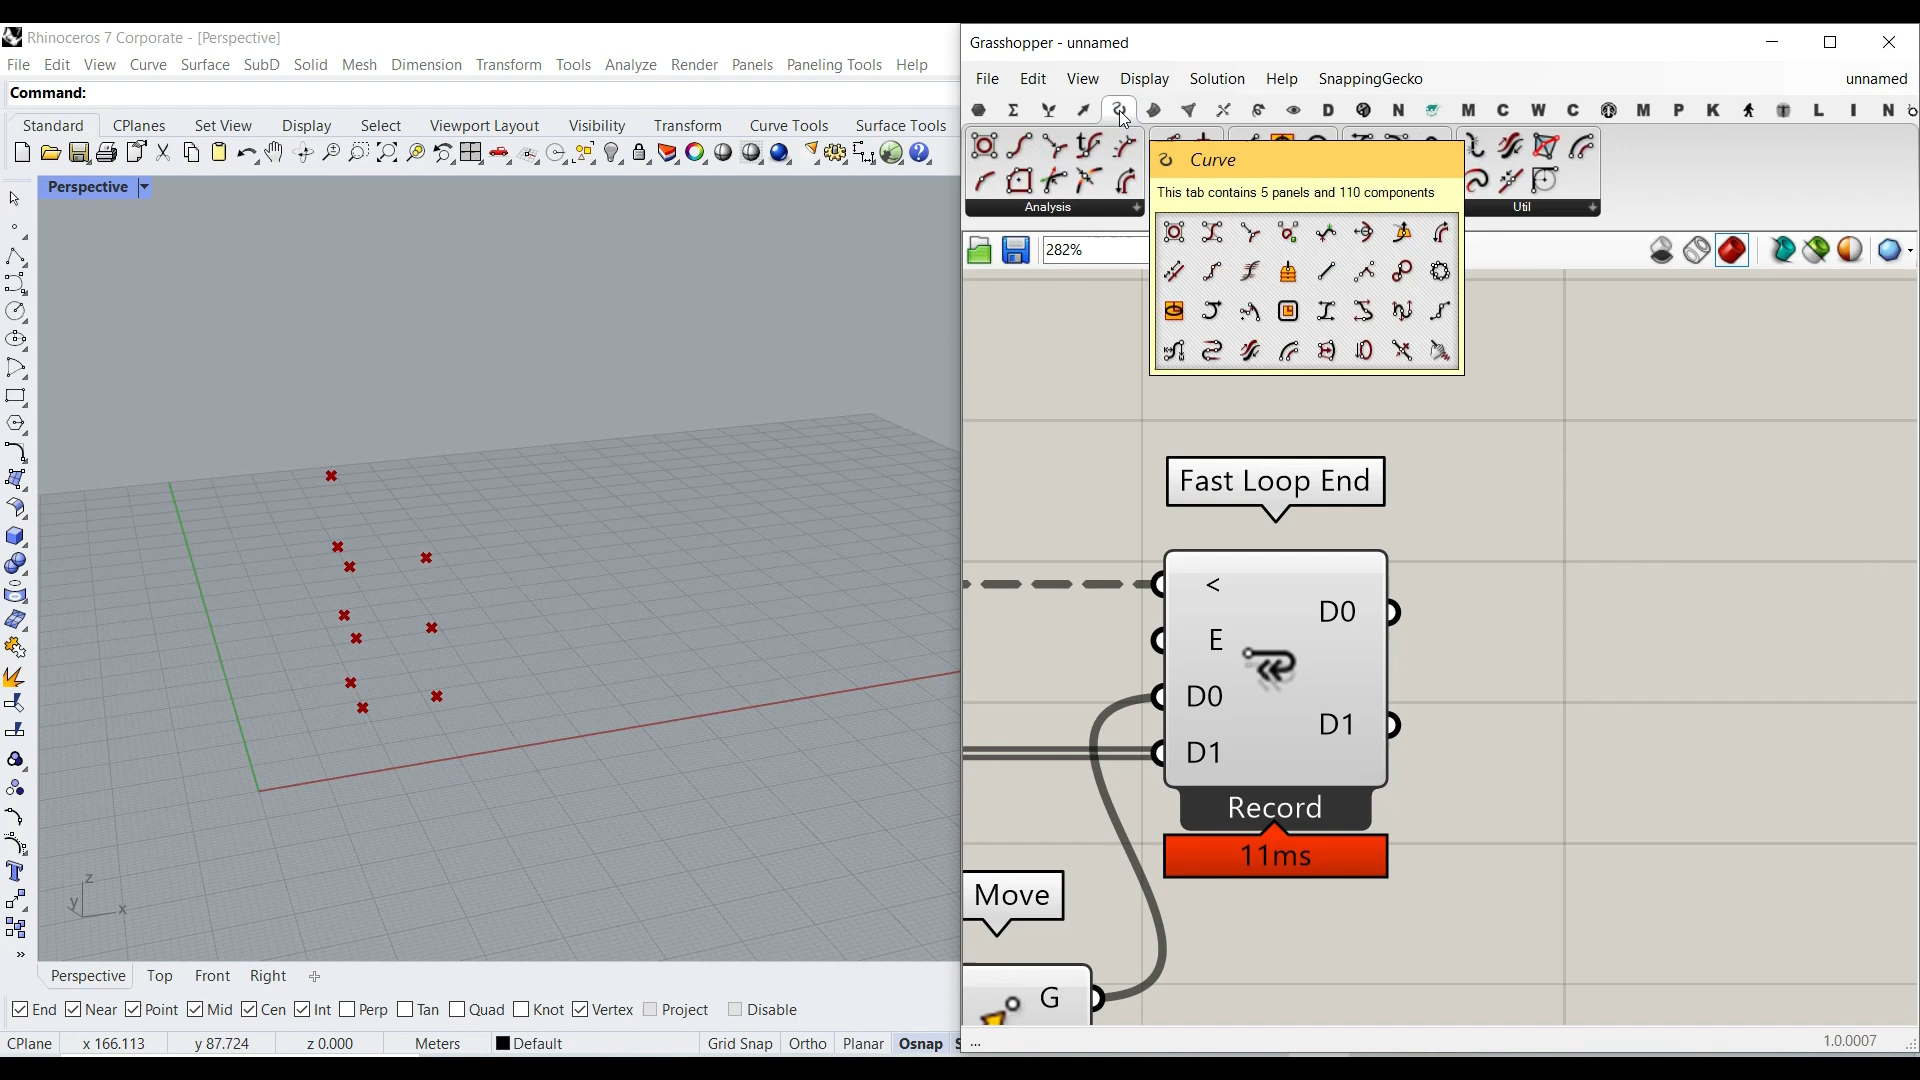 Rhinoceros 7 Corporate - [Perspective]
File Edit View Curve Surface SubD Solid Mesh Dimension Transform Tools Analyze Render Panels Paneling Tools Help
Command:
Standard CPlanes Set View Display Select Viewport Layout Visibility Transform Curve Tools Surface Tools
Perspective
z
y
x
Perspective Top Front Right
End Near Point Mid Cen Int Perp Tan Quad Knot Vertex Project Disable
CPlane x 166.113 y 87.724 z 0.000 Meters Default Grid Snap Ortho Planar Osnap S
Grasshopper - unnamed
File Edit View Display Solution Help SnappingGecko unnamed
D N M C W C M P K L I N
Analysis Util
Curve
This tab contains 5 panels and 110 components
282%
Fast Loop End
<
D0
E
D0
D1
D1
Record
11ms
Move
G
...
1.0.0007